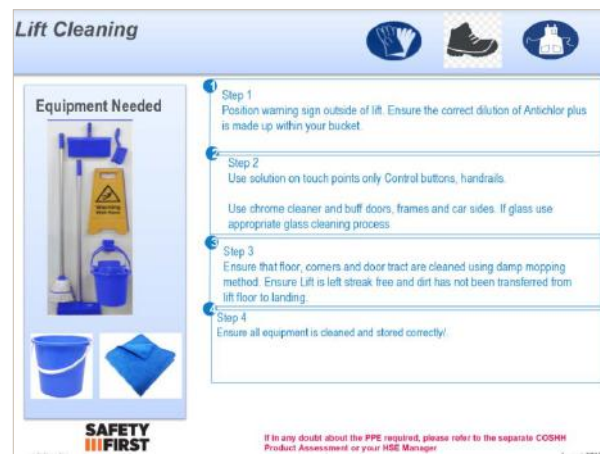 Lift Cleaning
Equipment Needed
Warning
1
Step 1
Position warning sign outside of lift. Ensure the correct dilution of Antichlor plus
is made up within your bucket.
2
Step 2
Use solution on touch points only Control buttons, handrails.
Use chrome cleaner and buff doors, frames and car sides. If glass use
appropriate glass cleaning process
3
Step 3
Ensure that floor, corners and door tract are cleaned using damp mopping
method. Ensure Lift is left streak free and dirt has not been transferred from
lift floor to landing.
4
Step 4
Ensure all equipment is cleaned and stored correctly/.
SAFETY
FIRST
If in any doubt about the PPE required, please refer to the separate COSHH
Product Assessment or your HSE Manager